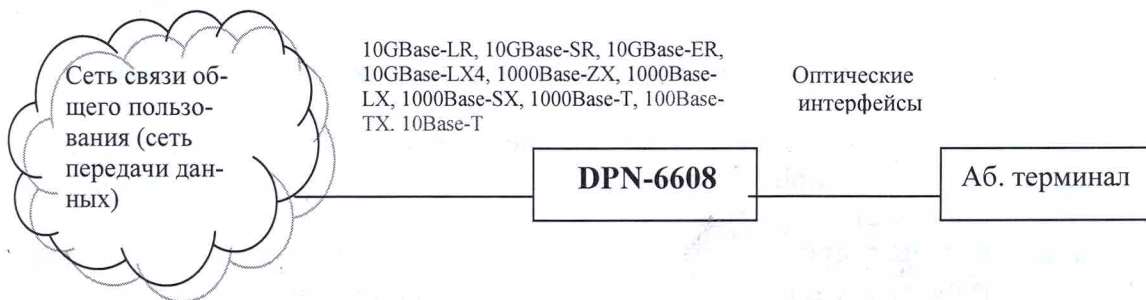 Сеть связи об-
щего пользо-
вания (сеть
передачи дан-
ных)
10GBase-LR, 10GBase-SR, 10GBase-ER,
10GBase-LX4, 1000Base-ZX, 1000Base-
LX, 1000Base-SX, 1000Base-T, 100Base-
TX. 10Base-T
Оптические
интерфейсы
DPN-6608
Аб. терминал